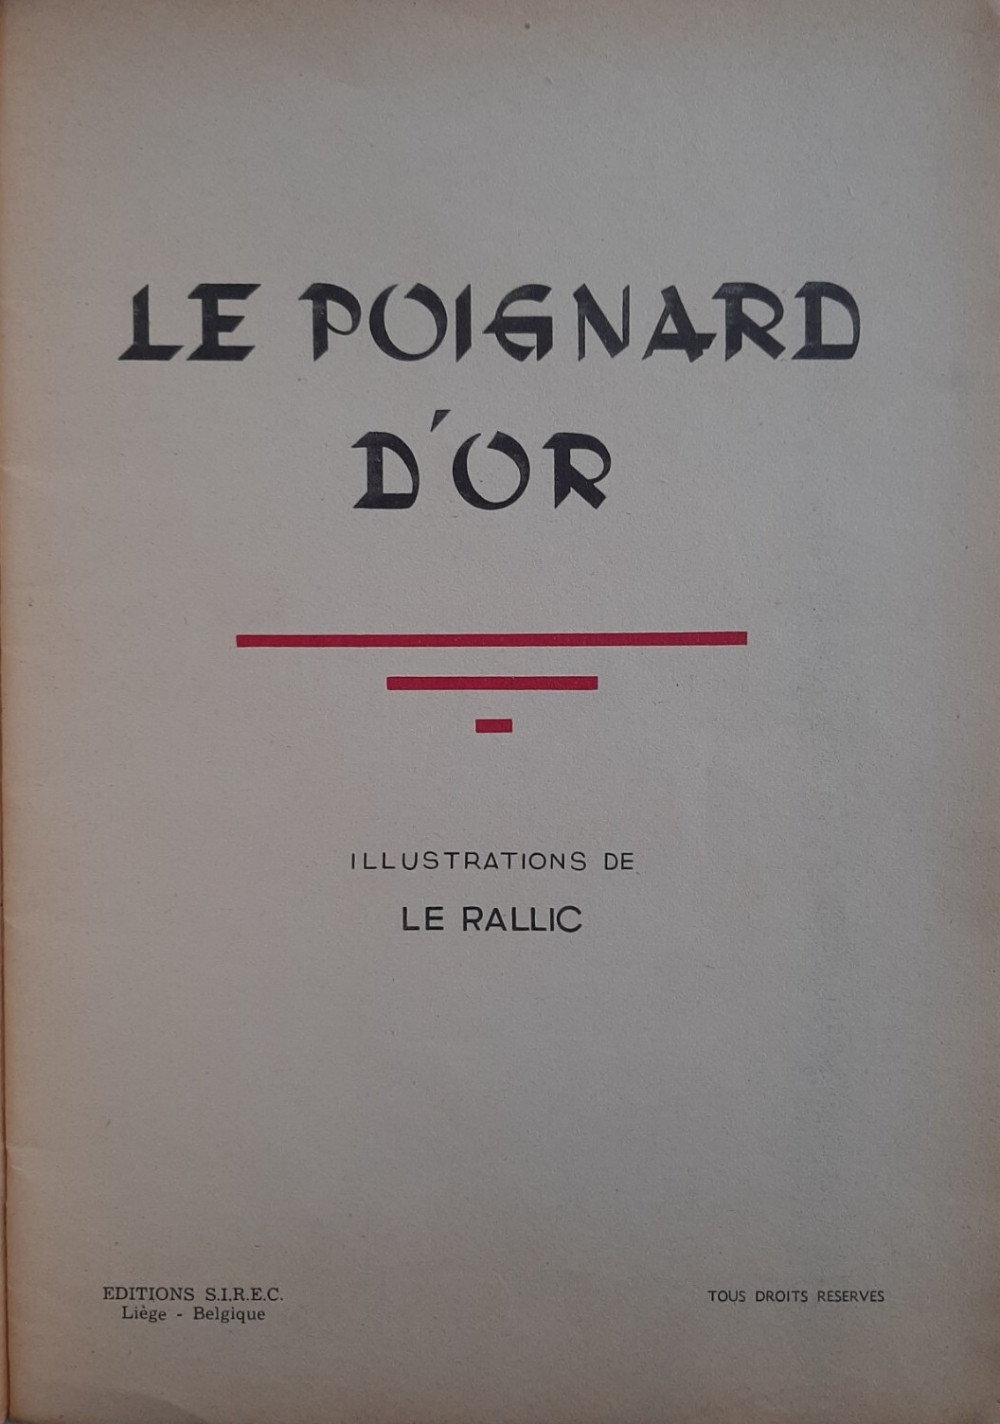 LE POIGNARD
D'OR
ILLUSTRATIONS DE
LE RALLIC
EDITIONS S.I.R.E.C.
Liège - Belgique
TOUS DROITS RESERVES